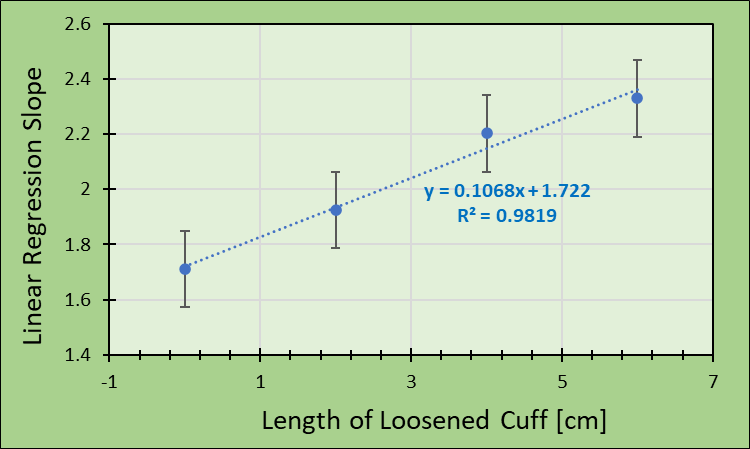 2.6
2.4
2.2
2
1.8
1.6
1.4
Linear Regression Slope
y = 0.1068x + 1.722
R² = 0.9819
-1 1 3 5 7
Length of Loosened Cuff [cm]